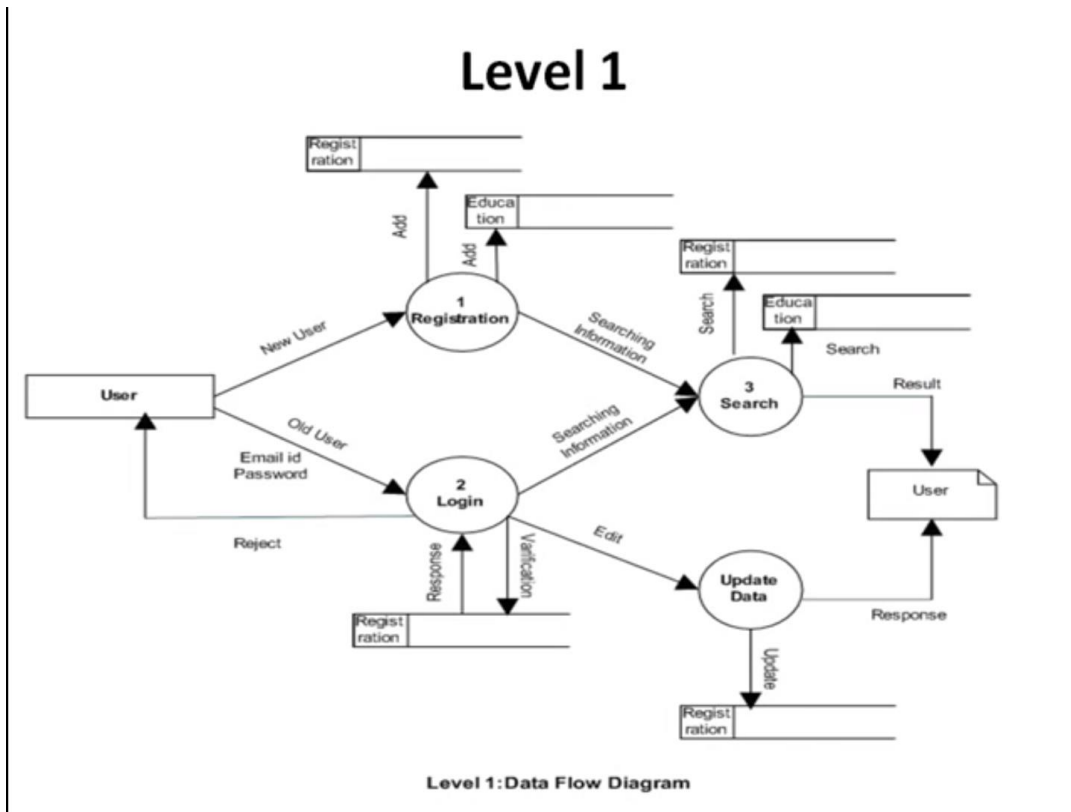 Level 1
Regist
ration
Add
Educa
tion
Add
Regist
ration
Search
Educa
tion
Search
1
Registration
New User
Searching
Information
3
Search
Result
User
Old User
Email id
Password
Searching
Information
2
Login
User
Reject
Response
Varification
Edit
Update
Data
Response
Regist
ration
Update
Regist
ration
Level 1:Data Flow Diagram